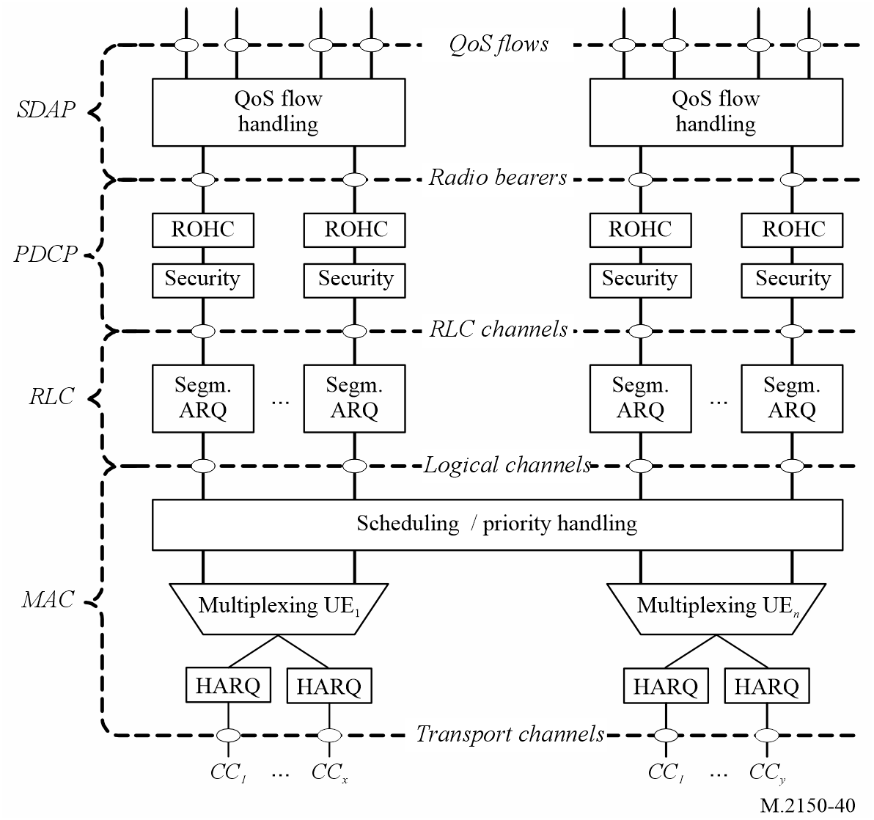 QoS flows
SDAP
QoS flow
handling
QoS flow
handling
Radio bearers
PDCP
ROHC ROHC ROHC ROHC
Security Security Security Security
RLC channels
RLC
Segm.
ARQ
...
Segm.
ARQ
Segm.
ARQ
...
Segm.
ARQ
Logical channels
MAC
Scheduling / priority handling
Multiplexing UE1
Multiplexing UEn
HARQ HARQ HARQ HARQ
Transport channels
CC1 ... CCx
CC1 ... CCy
M.2150-40